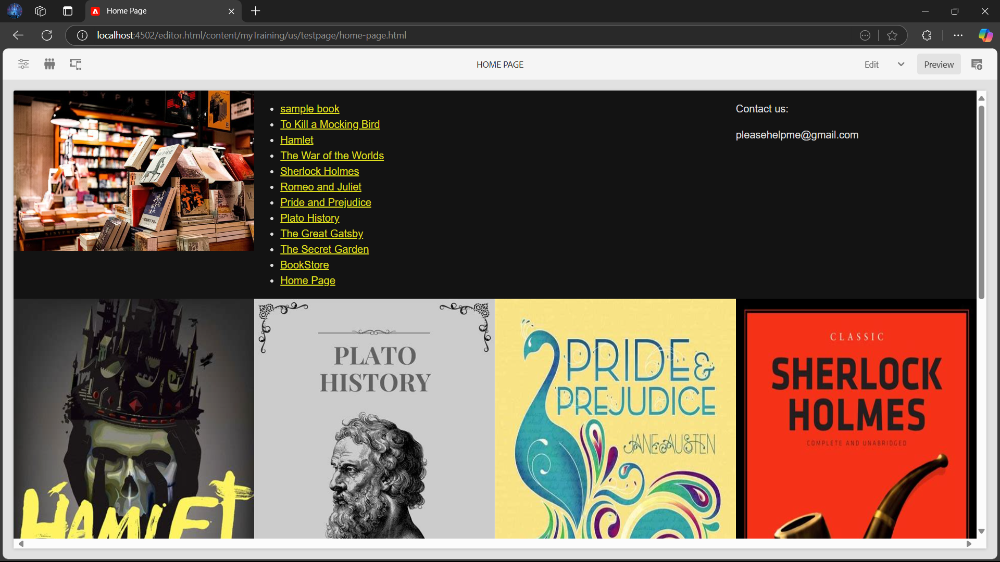 Home Page
localhost:4502/editor.html/content/myTraining/us/testpage/home-page.html
HOME PAGE
Edit
Preview
SYPHE
sample book
To Kill a Mocking Bird
Hamlet
The War of the Worlds
Sherlock Holmes
Romeo and Juliet
Pride and Prejudice
Plato History
The Great Gatsby
The Secret Garden
BookStore
Home Page
Contact us:
pleasehelpme@gmail.com
HAMLET
PLATO
HISTORY
PRIDE &
PREJUDICE
JANE AUSTEN
CLASSIC
SHERLOCK
HOLMES
COMPLETE AND UNABRIDGED